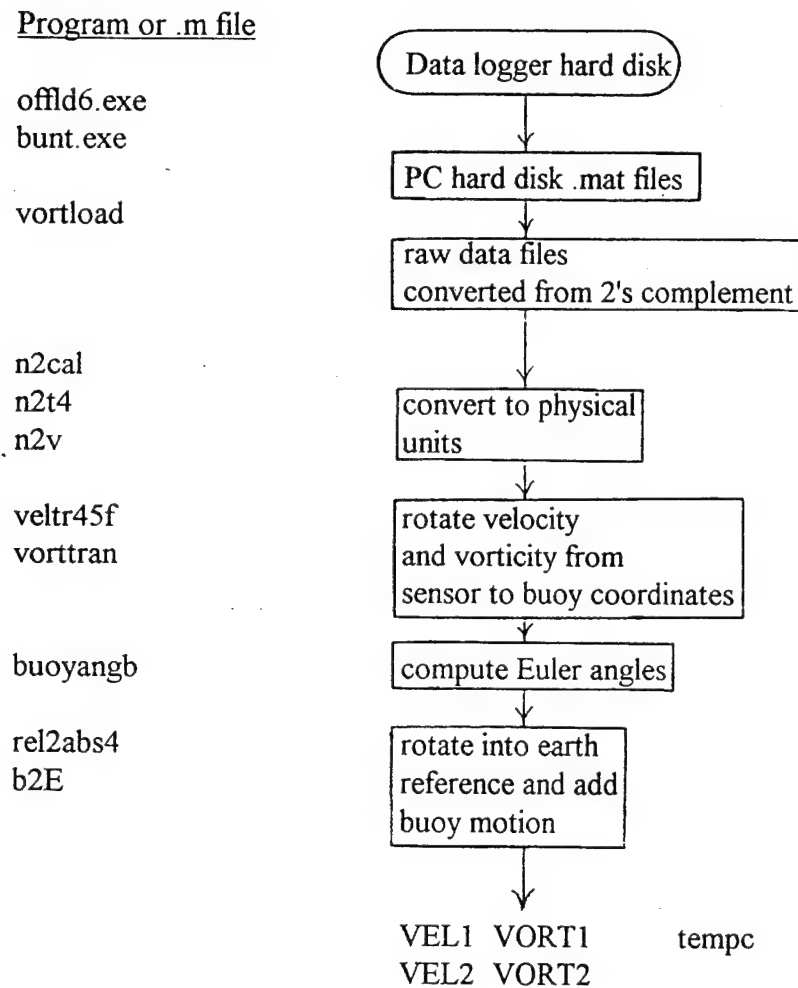 Program or .m file
Data logger hard disk
offld6.exe
bunt.exe
PC hard disk .mat files
vortload
raw data files
converted from 2's complement
n2cal
n2t4
n2v
convert to physical
units
veltr45f
vorttran
rotate velocity
and vorticity from
sensor to buoy coordinates
buoyangb
compute Euler angles
rel2abs4
b2E
rotate into earth
reference and add
buoy motion
VEL1 VORT1 tempc
VEL2 VORT2